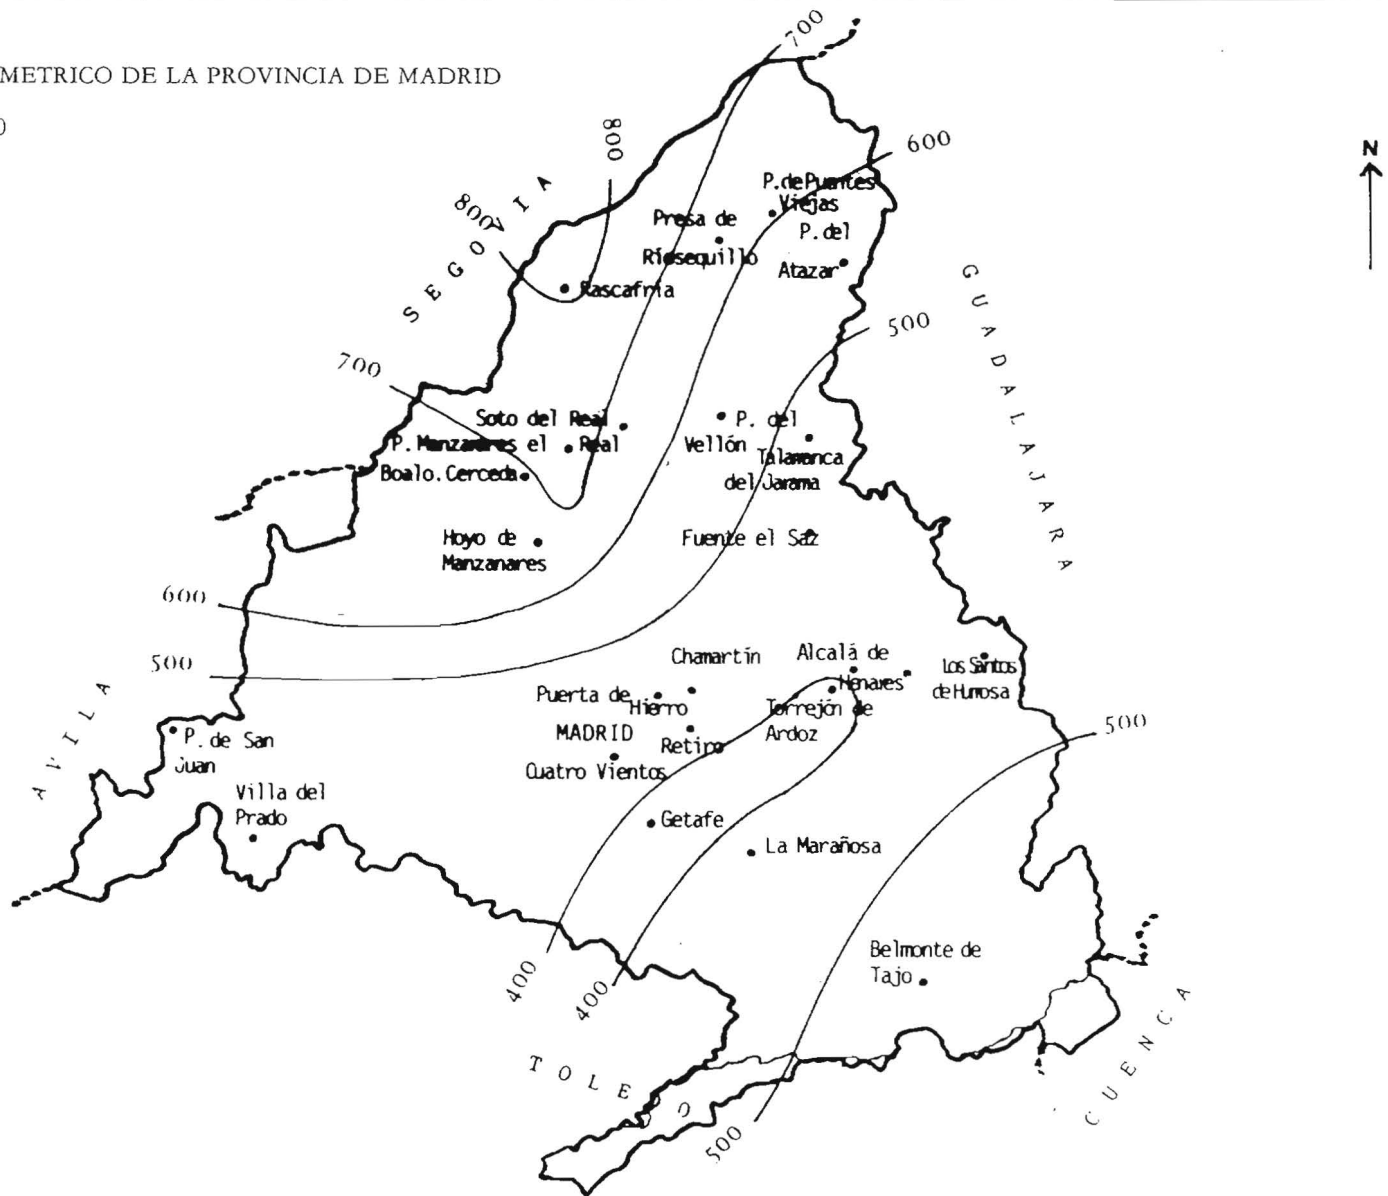 METRICO DE LA PROVINCIA DE MADRID
0
700
N
800
600
P. de Puentes
Viejas
800
Presa de
Riosequillo
P. del
Atazar
SEGOVIA
Rascafria
GUADALAJARA
500
700
Soto del Real
P. Manzanares el Real
Boalo. Cerceda
P. del
Vellón
Talamanca
del Jarama
Hoyo de
Manzanares
Fuente el Saz
600
500
Chamartín
Alcalá de
Henares
Los Santos
de Humosa
Puerta de
Hierro
Torrejón de
Ardoz
MADRID
Retiro
Cuatro Vientos
500
AVILA
P. de San
Juan
Villa del
Prado
Getafe
La Marañosa
Belmonte de
Tajo
400
400
TOLEDO
CUENCA
500